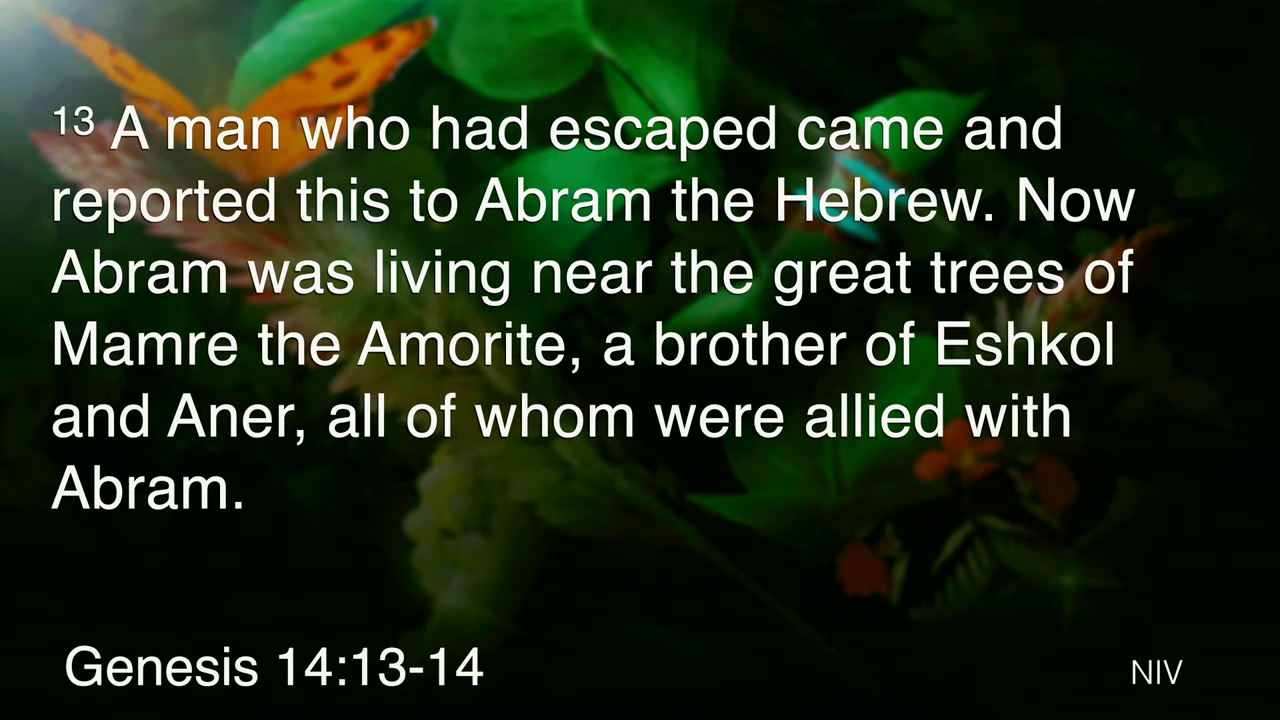 13 A man who had escaped came and
reported this to Abram the Hebrew. Now
Abram was living near the great trees of
Mamre the Amorite, a brother of Eshkol
and Aner, all of whom were allied with
Abram.
Genesis 14:13-14
NIV